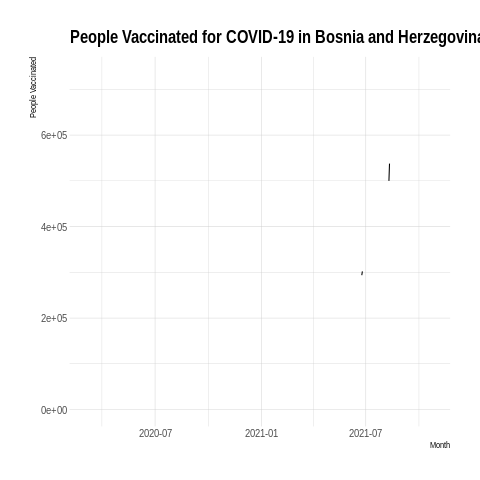 People Vaccinated for COVID-19 in Bosnia and Herzegovina
People Vaccinated
6e+05
4e+05
2e+05
0e+00
2020-07
2021-01
2021-07
Month